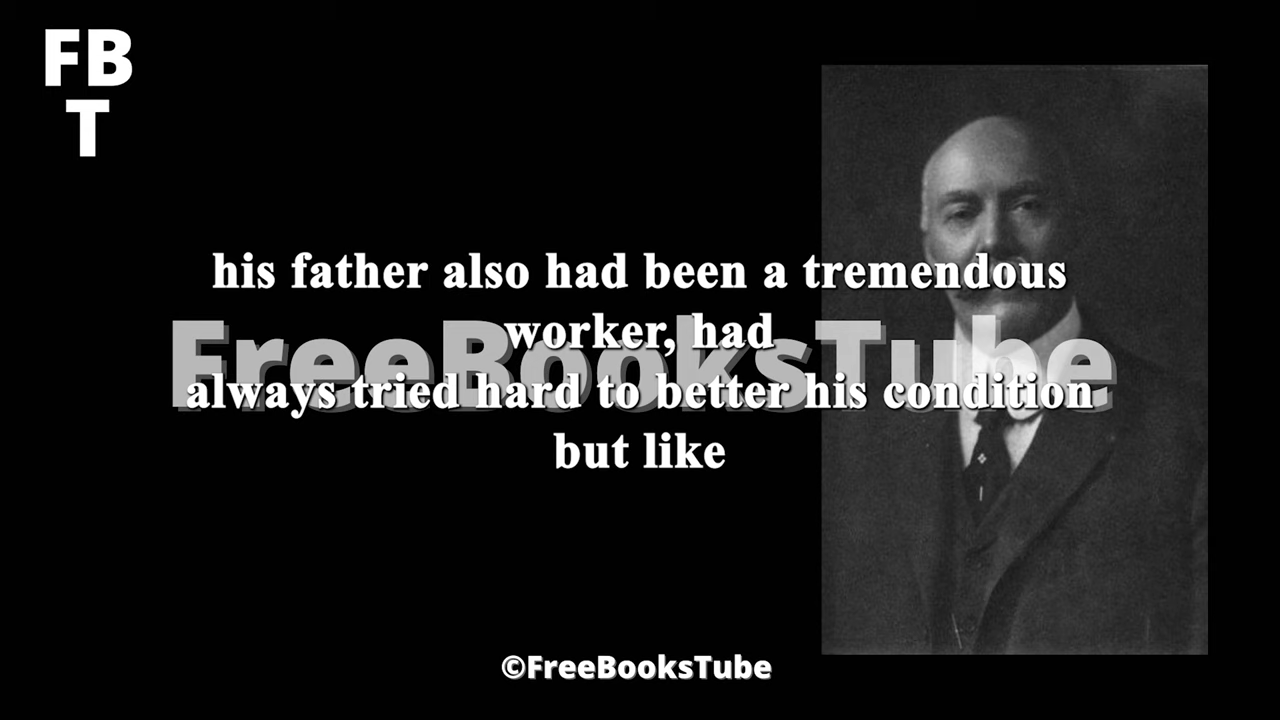 FB
T
his father also had been a tremendous
worker, had
FreeBooksTube
always tried hard to better his condition
but like
©FreeBooksTube